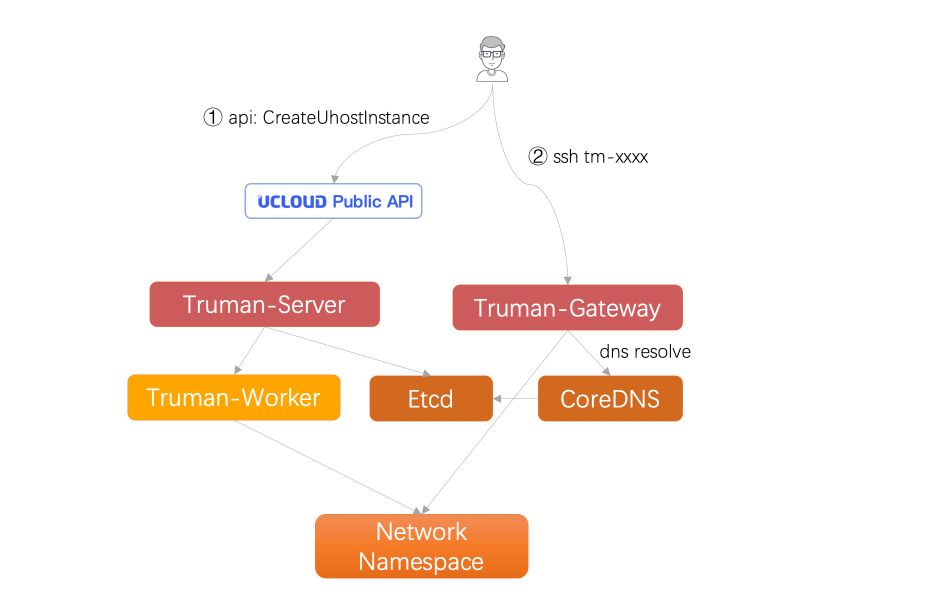 ① api: CreateUhostInstance
② ssh tm-xxxx
UCLOUD Public API
Truman-Server
Truman-Gateway
dns resolve
Truman-Worker
Etcd
CoreDNS
Network
Namespace